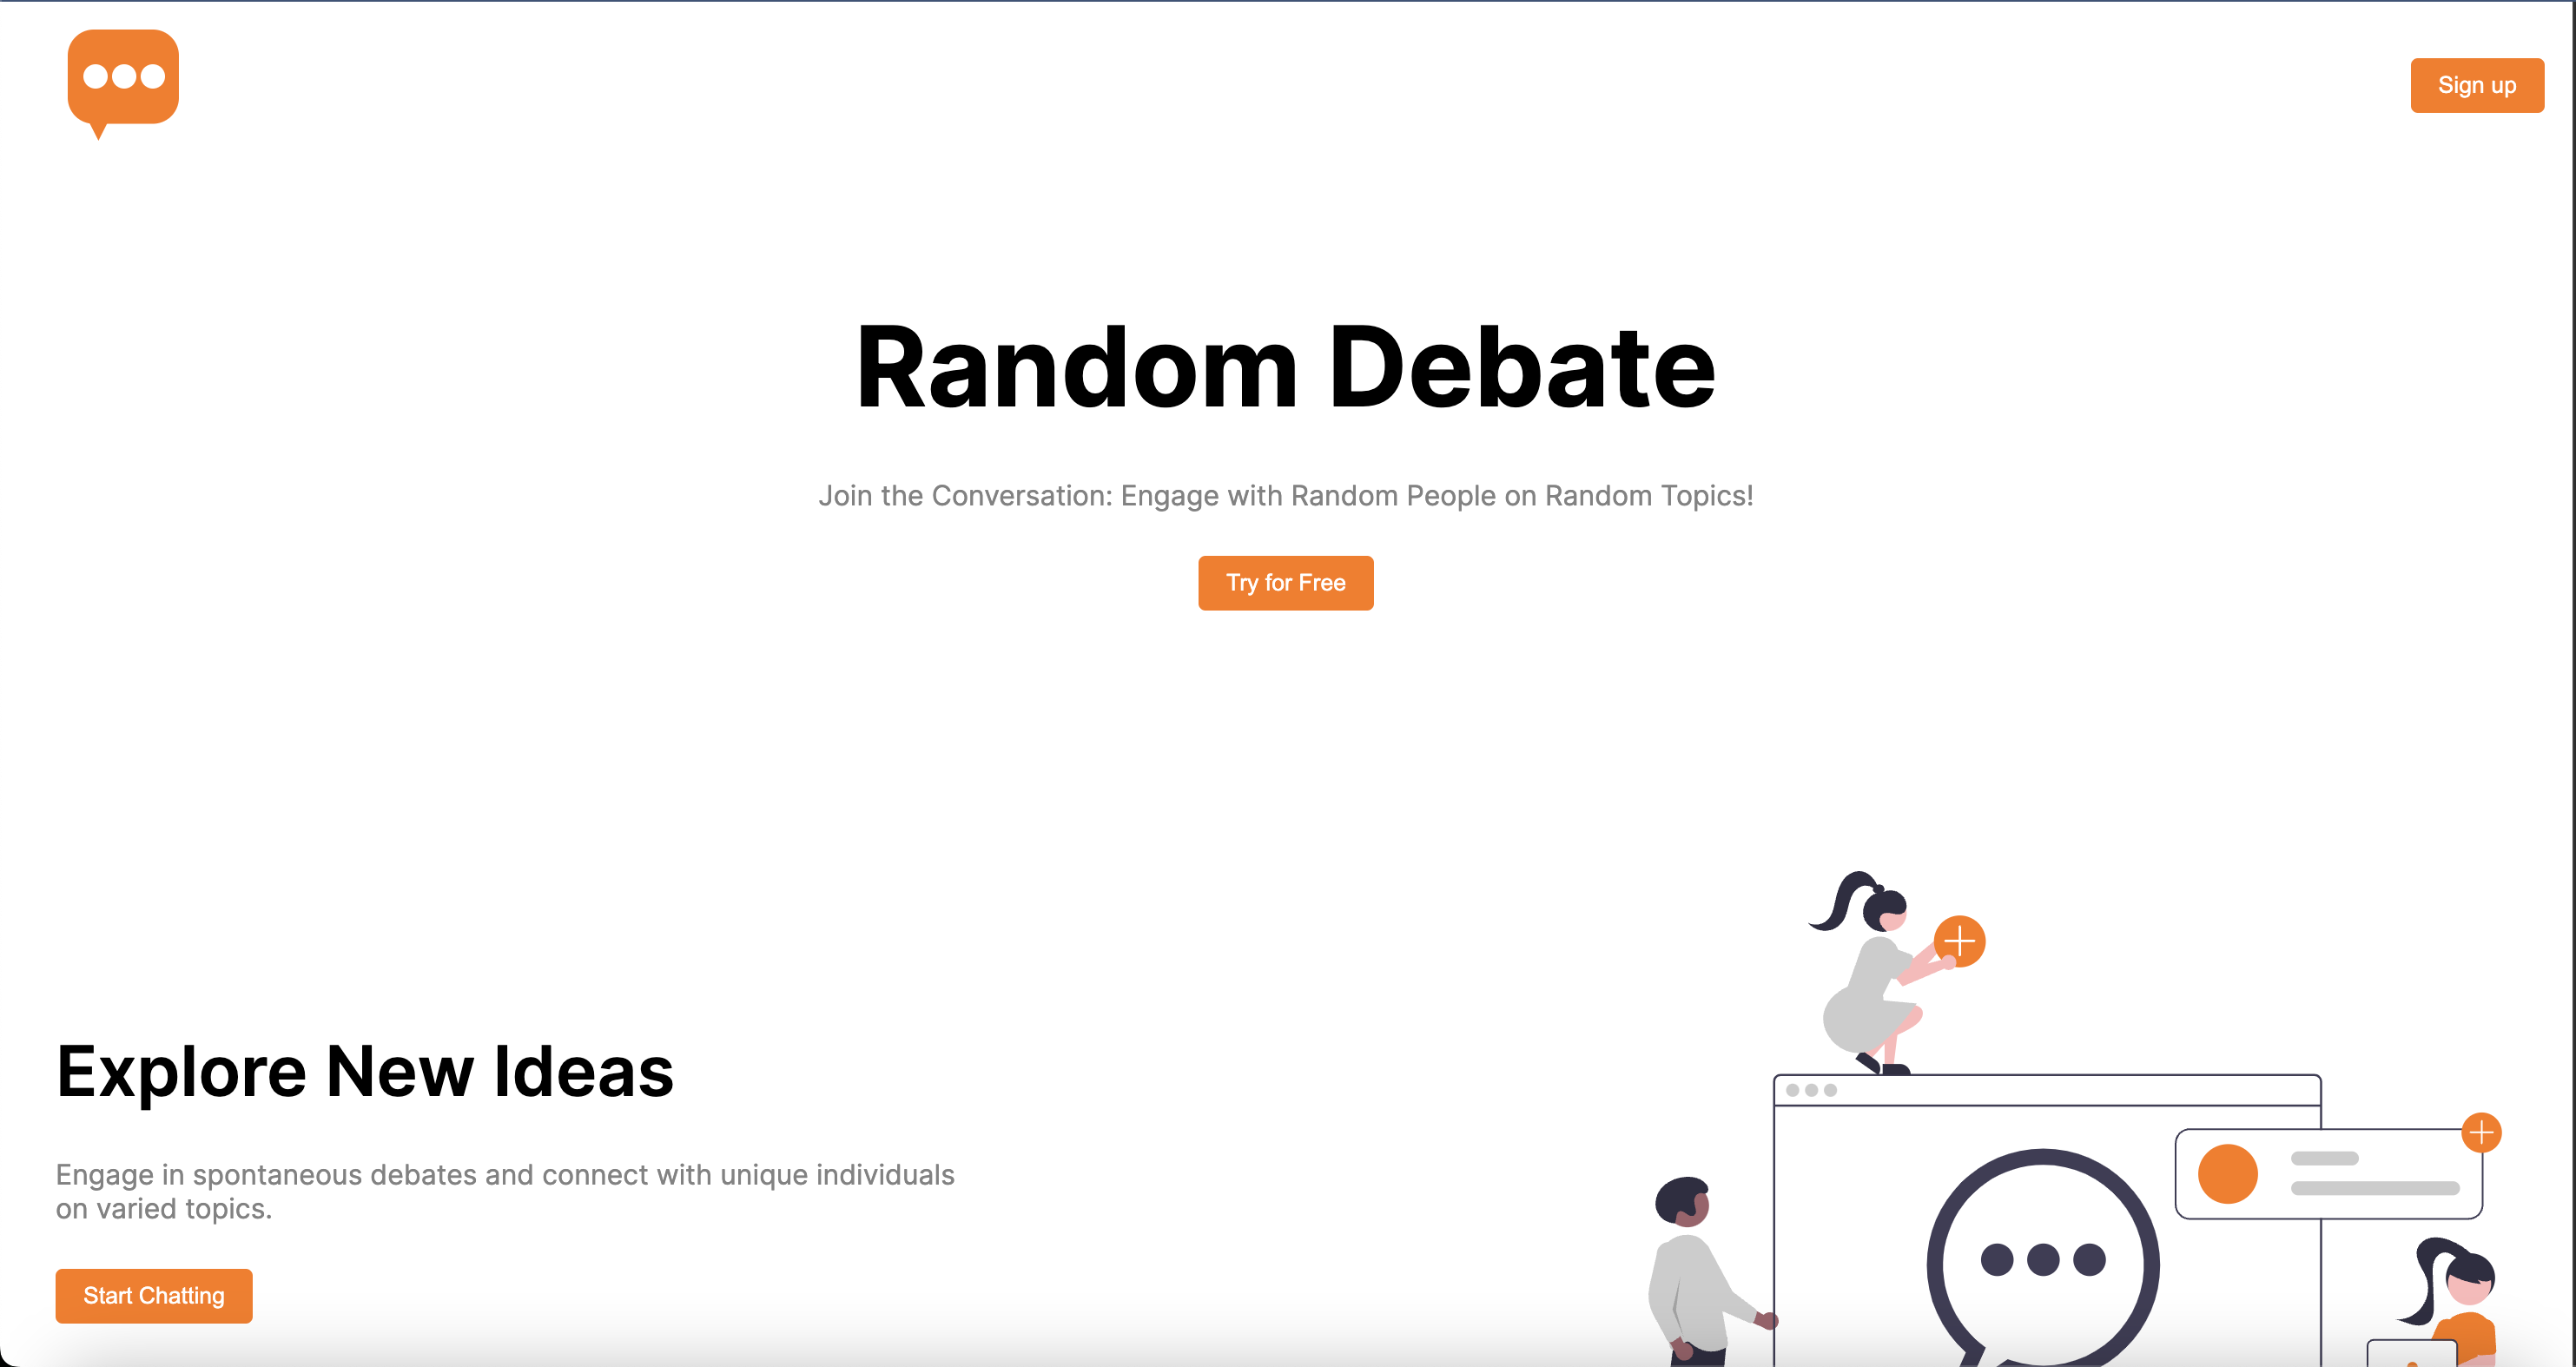 Sign up
Random Debate
Join the Conversation: Engage with Random People on Random Topics!
Try for Free
Explore New Ideas
Engage in spontaneous debates and connect with unique individuals
on varied topics.
Start Chatting